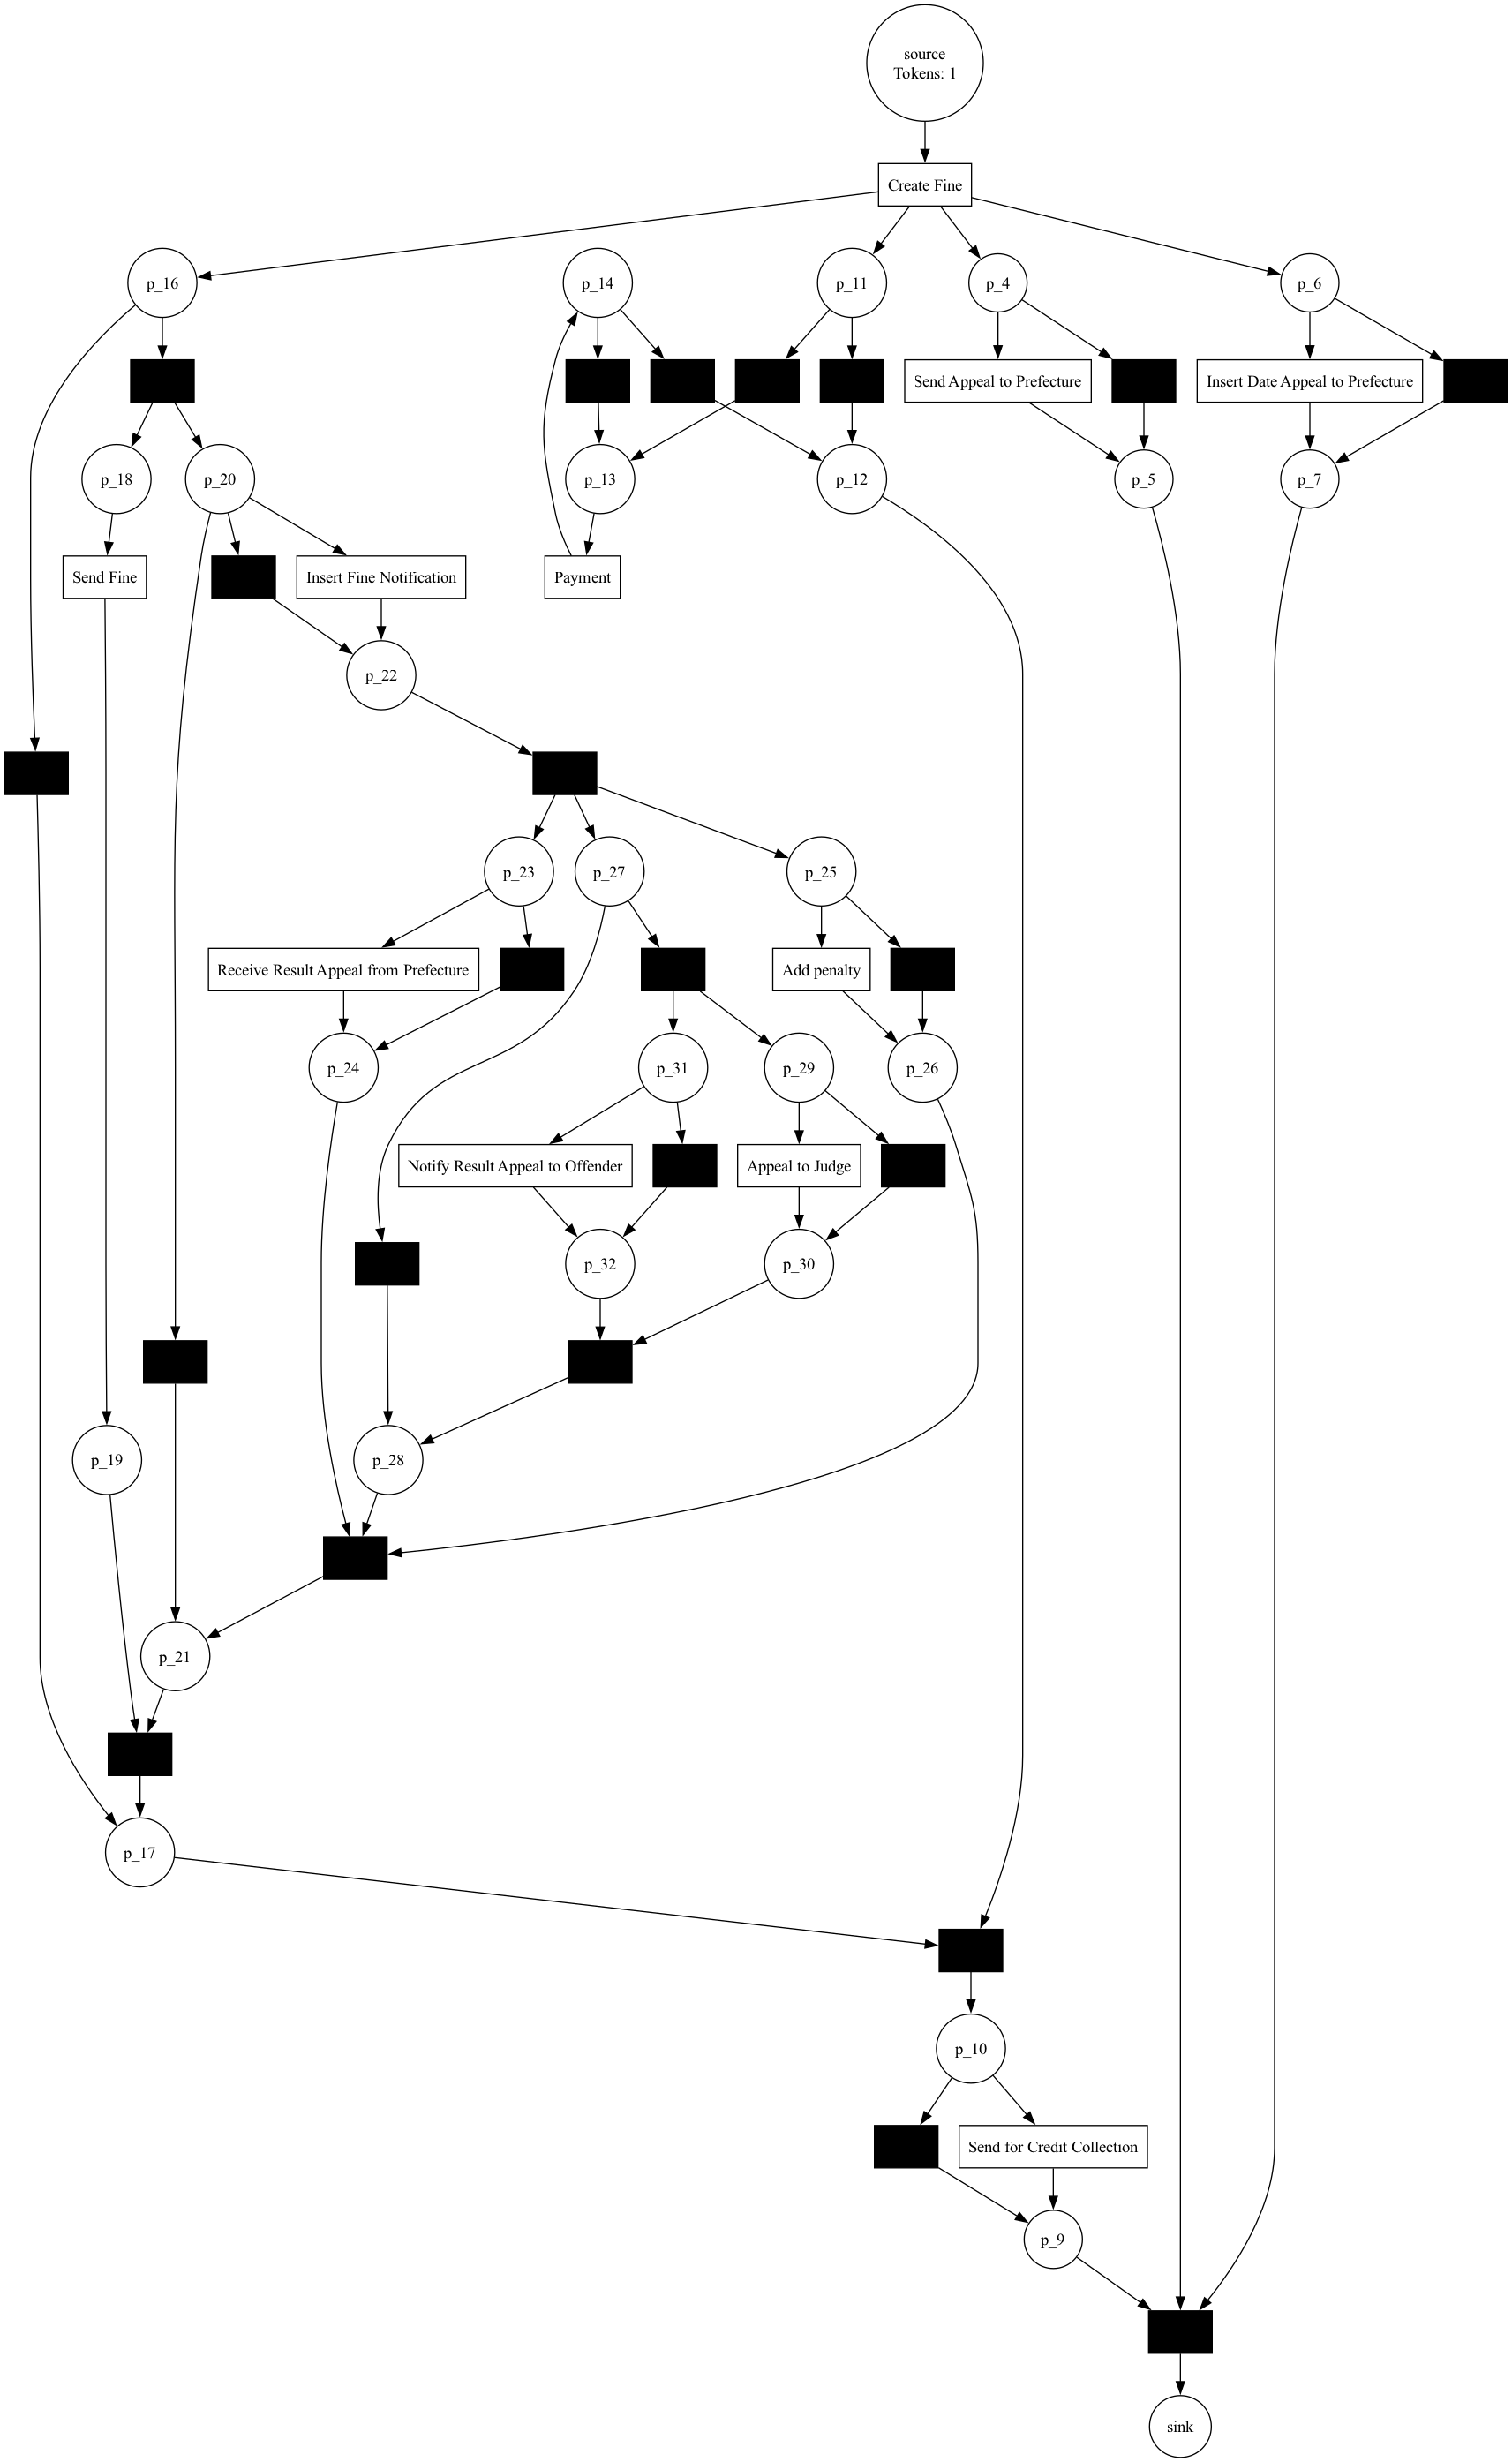 source
Tokens: 1
Create Fine
p_16
p_14
p_11
p_4
p_6
Send Appeal to Prefecture
Insert Date Appeal to Prefecture
p_18
p_20
p_13
p_12
p_5
p_7
Send Fine
Insert Fine Notification
Payment
p_22
p_23
p_27
p_25
Receive Result Appeal from Prefecture
Add penalty
p_24
p_31
p_29
p_26
Notify Result Appeal to Offender
Appeal to Judge
p_32
p_30
p_19
p_28
p_21
p_17
p_10
Send for Credit Collection
p_9
sink